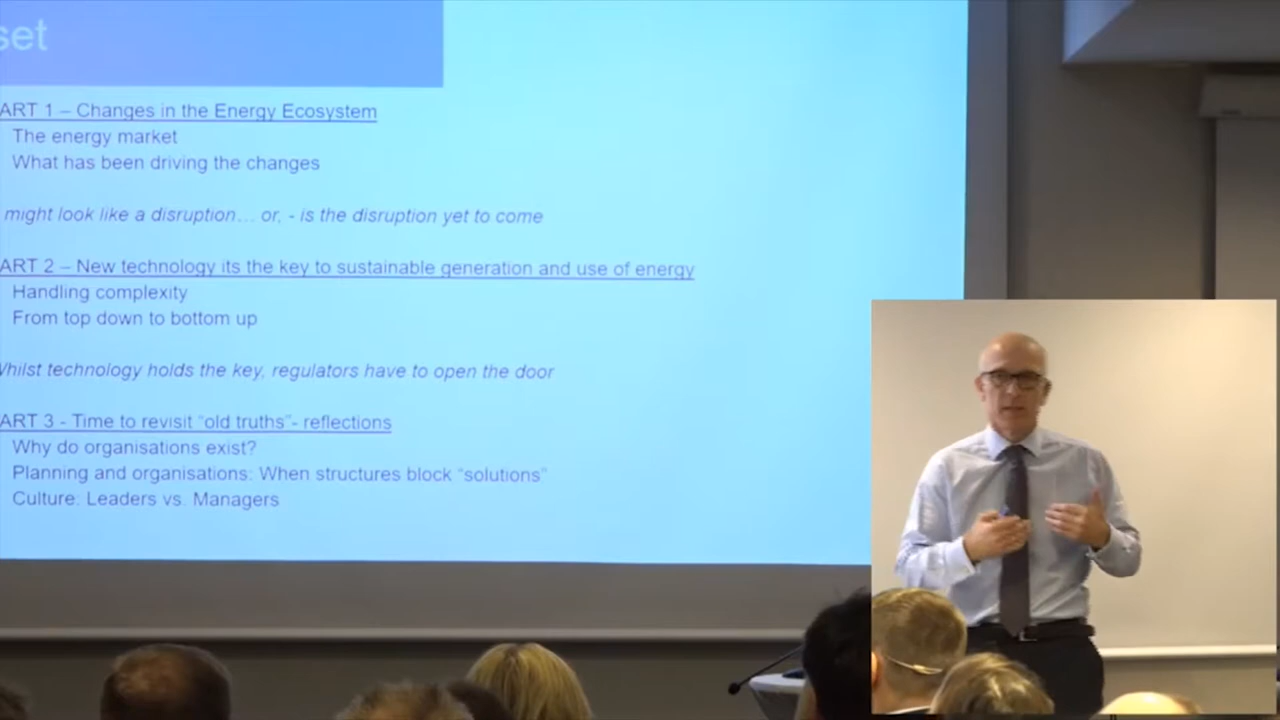 set
ART 1 – Changes in the Energy Ecosystem
The energy market
What has been driving the changes
might look like a disruption… or, - is the disruption yet to come
ART 2 – New technology its the key to sustainable generation and use of energy
Handling complexity
From top down to bottom up
Whilst technology holds the key, regulators have to open the door
ART 3 - Time to revisit “old truths”- reflections
Why do organisations exist?
Planning and organisations: When structures block “solutions”
Culture: Leaders vs. Managers